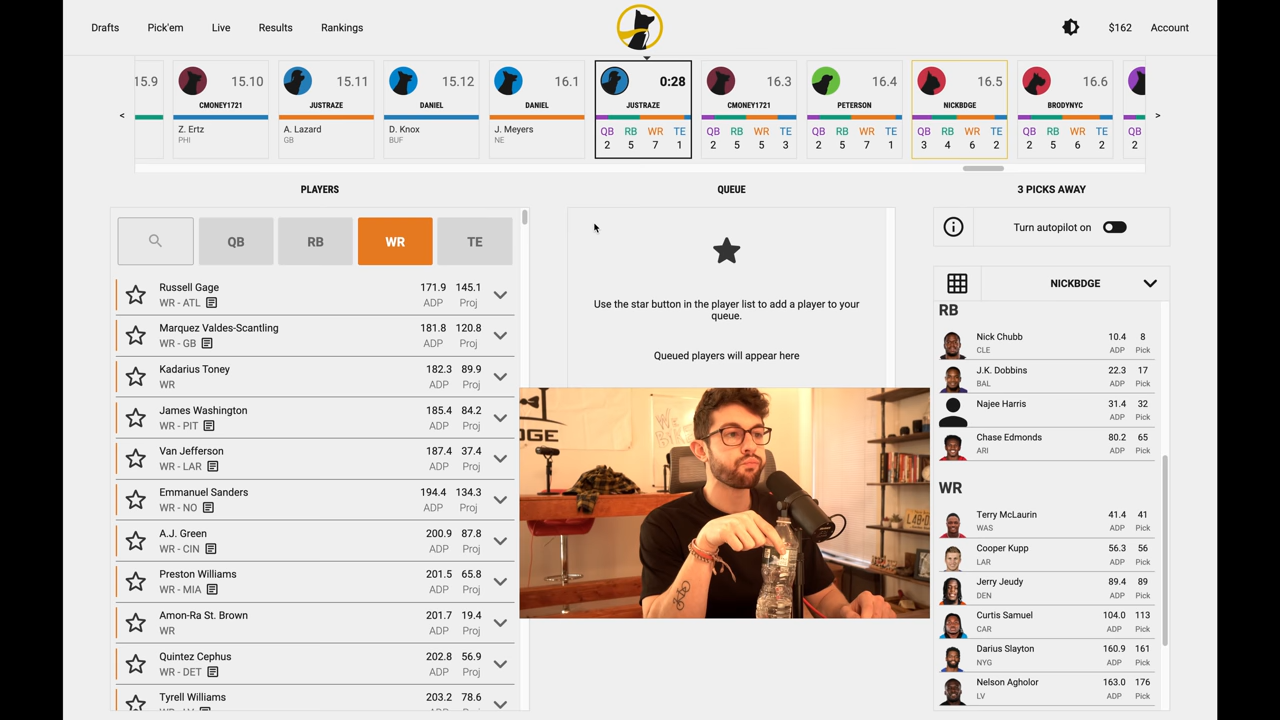 Drafts Pick'em Live Results Rankings
$162 Account
15.9 15.10 15.11 15.12 16.1 0:28 16.3 16.4 16.5 16.6
CMONEY1721 JUSTRAZE DANIEL DANIEL JUSTRAZE CMONEY1721 PETERSON NICKBDGE BRODYNYC
Z. Ertz A. Lazard D. Knox J. Meyers QB RB WR TE QB RB WR TE QB RB WR TE QB RB WR TE QB RB WR TE QB
PHI GB BUF NE 2 5 7 1 2 5 5 3 2 5 7 1 3 4 6 2 2 5 6 2 2
< >
PLAYERS
QB RB WR TE
Russell Gage 171.9 145.1
WR - ATL ADP Proj
Marquez Valdes-Scantling 181.8 120.8
WR - GB ADP Proj
Kadarius Toney 182.3 89.9
WR ADP Proj
James Washington 185.4 84.2
WR - PIT ADP Proj
Van Jefferson 187.4 37.4
WR - LAR ADP Proj
Emmanuel Sanders 194.4 134.3
WR - NO ADP Proj
A.J. Green 200.9 87.8
WR - CIN ADP Proj
Preston Williams 201.5 65.8
WR - MIA ADP Proj
Amon-Ra St. Brown 201.7 19.4
WR ADP Proj
Quintez Cephus 202.8 56.9
WR - DET ADP Proj
Tyrell Williams 203.2 78.6
QUEUE
Use the star button in the player list to add a player to your
queue.
Queued players will appear here
3 PICKS AWAY
Turn autopilot on
NICKBDGE
RB
Nick Chubb 10.4 8
CLE ADP Pick
J.K. Dobbins 22.3 17
BAL ADP Pick
Najee Harris 31.4 32
ADP Pick
Chase Edmonds 80.2 65
ARI ADP Pick
WR
Terry McLaurin 41.4 41
WAS ADP Pick
Cooper Kupp 56.3 56
LAR ADP Pick
Jerry Jeudy 89.4 89
DEN ADP Pick
Curtis Samuel 104.0 113
CAR ADP Pick
Darius Slayton 160.9 161
NYG ADP Pick
Nelson Agholor 163.0 176
LV ADP Pick